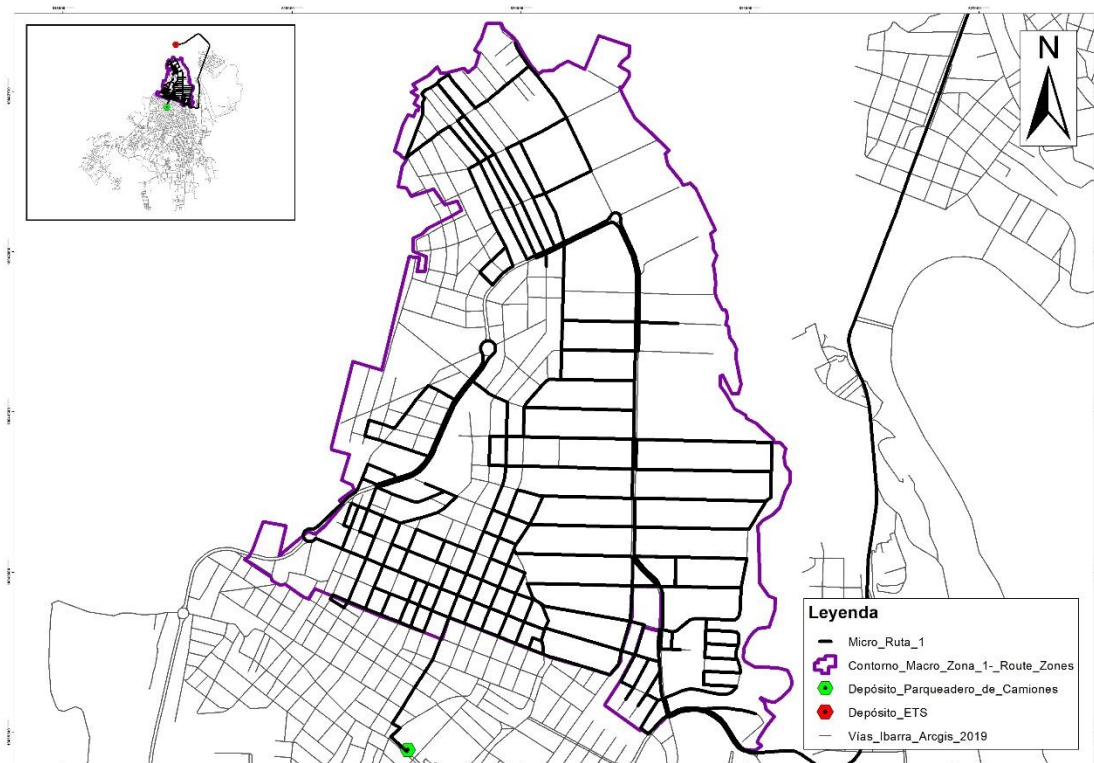 N
Leyenda
Micro_Ruta_1
Contorno_Macro_Zona_1-_Route_Zones
Depósito_Parqueadero_de_Camiones
Depósito_ETS
Vías_Ibarra_Arcgis_2019